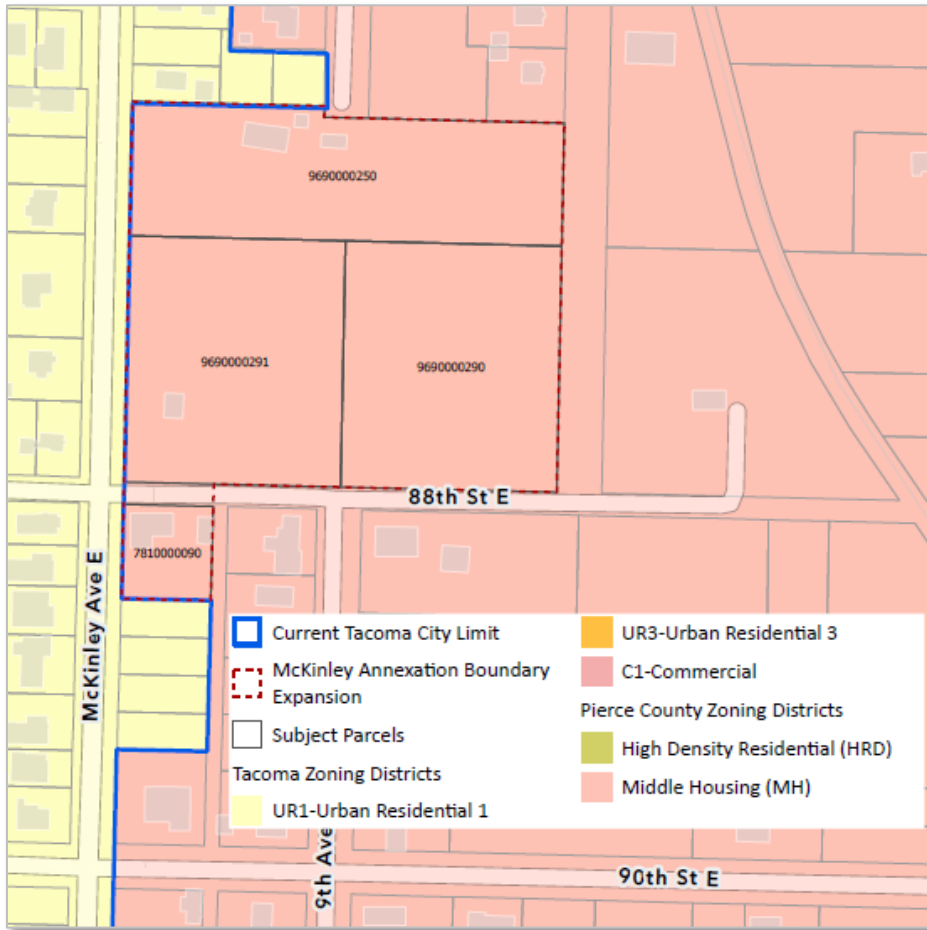 9690000250
9690000291
9690000290
88th St E
7810000090
McKinley Ave E
9th Ave
90th St E
Current Tacoma City Limit
McKinley Annexation Boundary
Expansion
Subject Parcels
Tacoma Zoning Districts
UR1-Urban Residential 1
UR3-Urban Residential 3
C1-Commercial
Pierce County Zoning Districts
High Density Residential (HRD)
Middle Housing (MH)